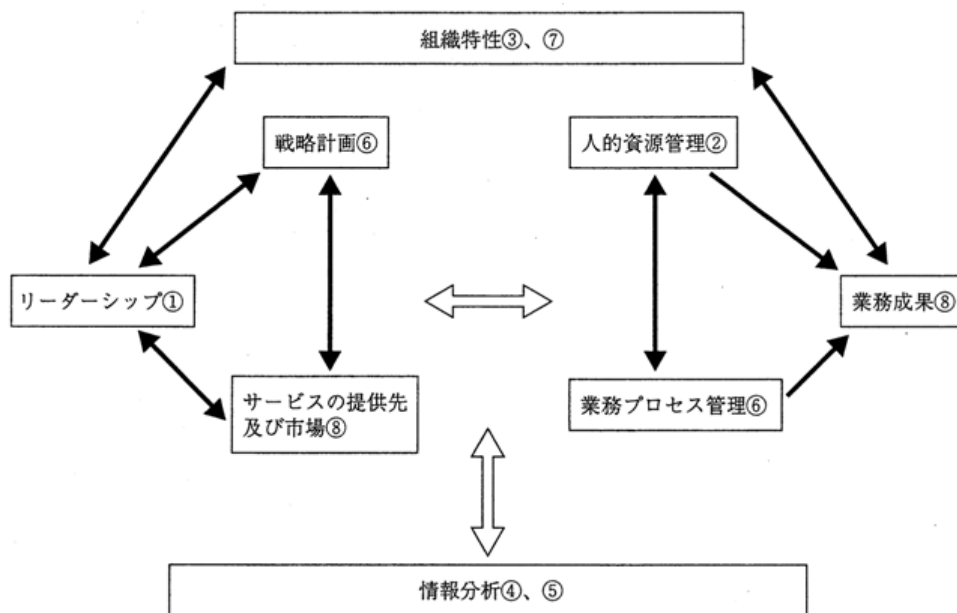 組織特性③、⑦
戦略計画⑥
人的資源管理②
リーダーシップ①
業務成果⑧
サービスの提供先
及び市場⑧
業務プロセス管理⑥
情報分析④、⑤